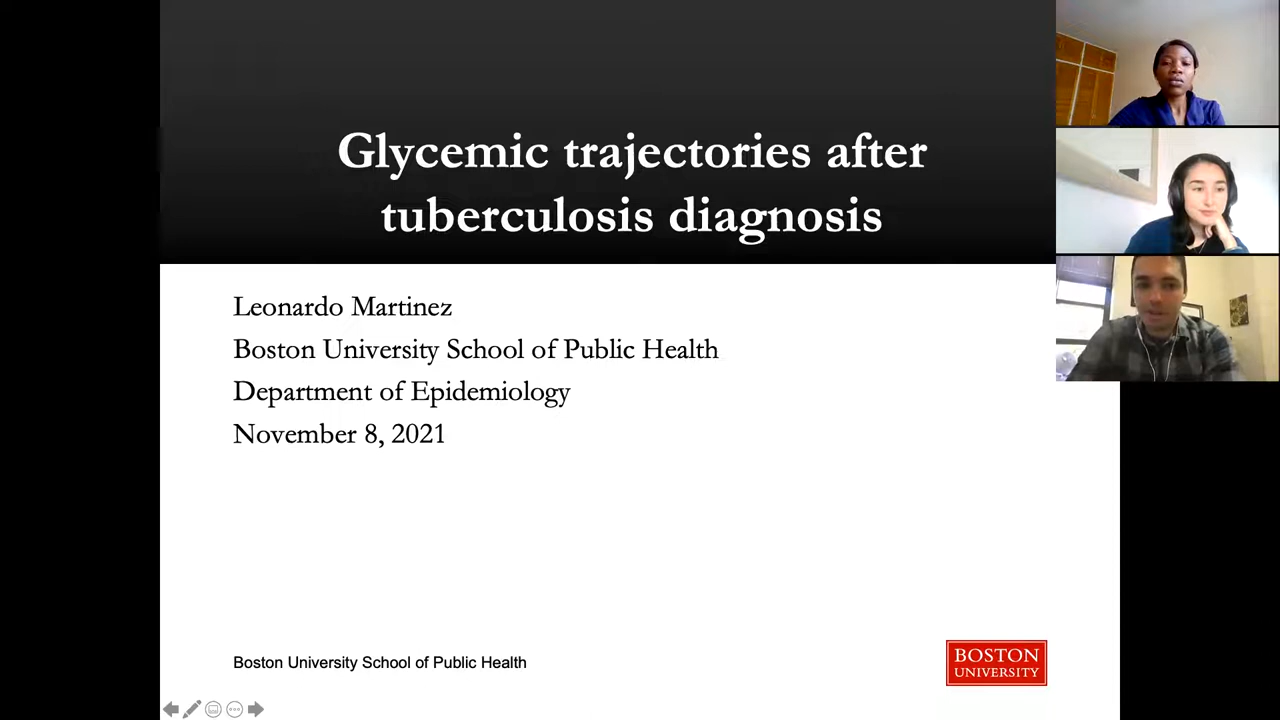 Glycemic trajectories after
tuberculosis diagnosis
Leonardo Martinez
Boston University School of Public Health
Department of Epidemiology
November 8, 2021
Boston University School of Public Health
BOSTON
UNIVERSITY